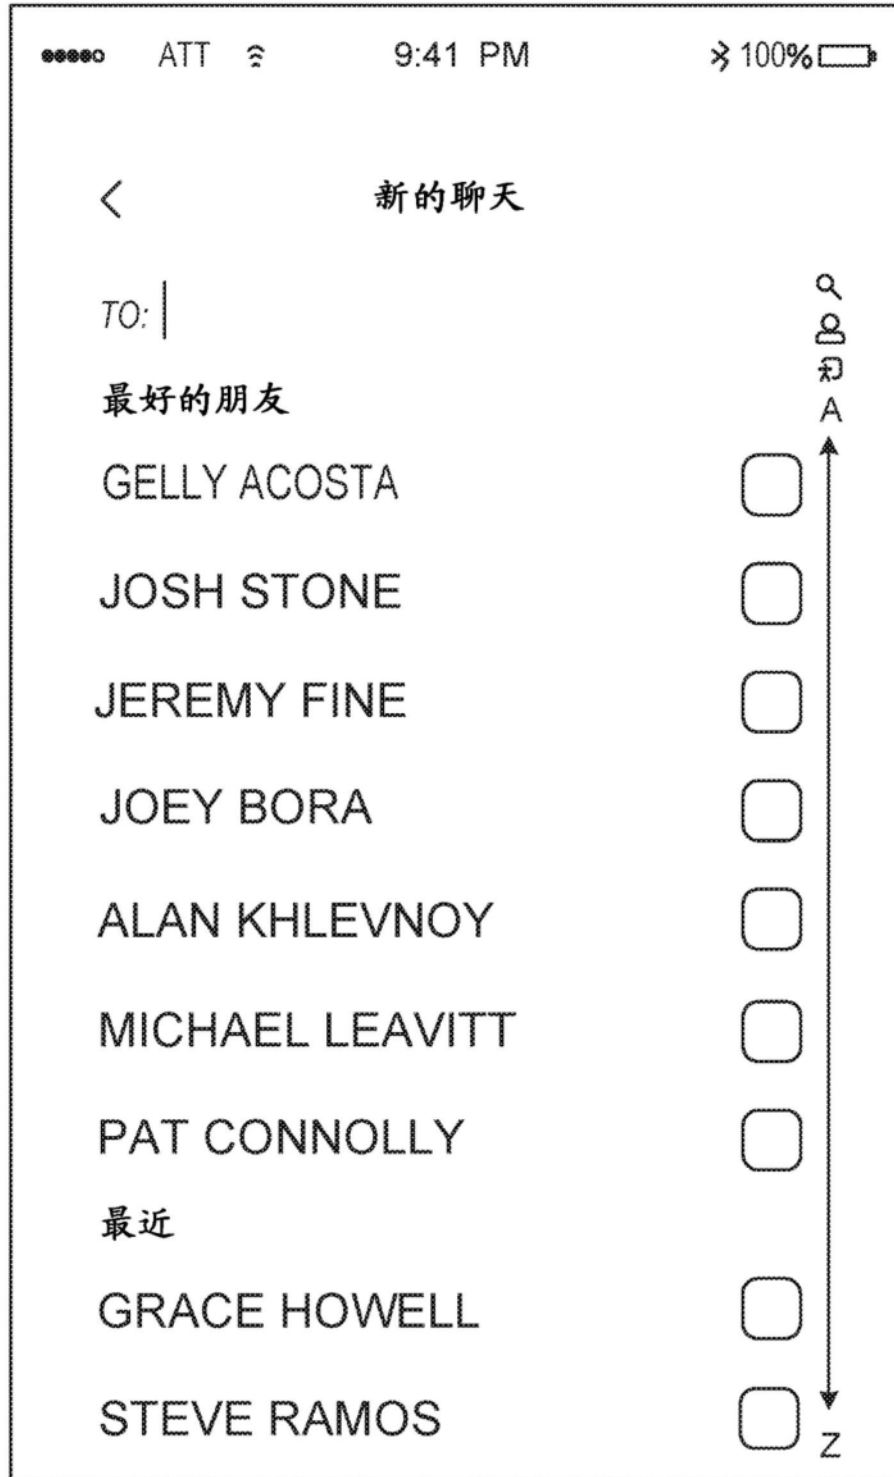 ATT 9:41 PM 100%
新的聊天
TO:
最好的朋友
A
GELLY ACOSTA
JOSH STONE
JEREMY FINE
JOEY BORA
ALAN KHLEVNOY
MICHAEL LEAVITT
PAT CONNOLLY
最近
GRACE HOWELL
STEVE RAMOS
Z